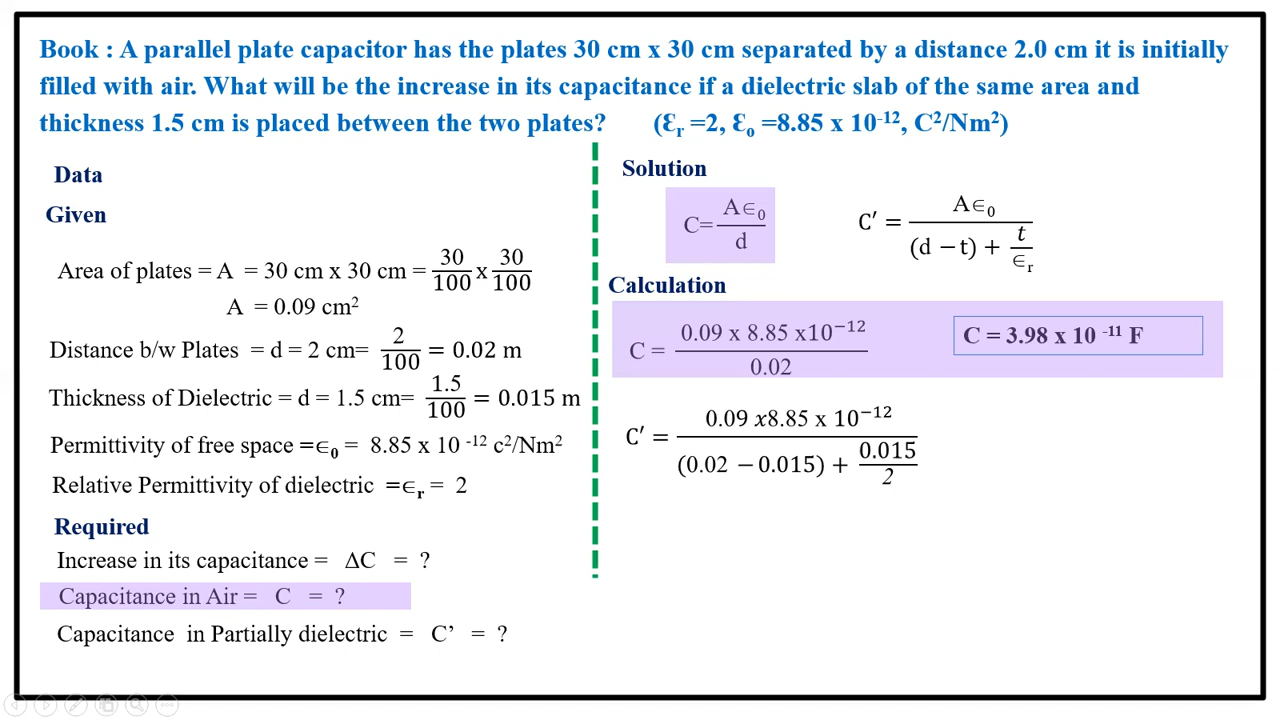 Book : A parallel plate capacitor has the plates 30 cm x 30 cm separated by a distance 2.0 cm it is initially
filled with air. What will be the increase in its capacitance if a dielectric slab of the same area and
thickness 1.5 cm is placed between the two plates? (Ɛr =2, Ɛo =8.85 x 10⁻¹², C²/Nm²)
Data
Given
Area of plates = A = 30 cm x 30 cm = 30/100 x 30/100
A = 0.09 cm²
Distance b/w Plates = d = 2 cm= 2/100 = 0.02 m
Thickness of Dielectric = d = 1.5 cm= 1.5/100 = 0.015 m
Permittivity of free space =∈₀ = 8.85 x 10 ⁻¹² c²/Nm²
Relative Permittivity of dielectric =∈r = 2
Required
Increase in its capacitance = ΔC = ?
Capacitance in Air = C = ?
Capacitance in Partially dielectric = C’ = ?
Solution
C= A∈₀ / d
C′ = A∈₀ / (d − t) + t/∈r
Calculation
C = 0.09 x 8.85 x10⁻¹² / 0.02
C = 3.98 x 10 ⁻¹¹ F
C′ = 0.09 x8.85 x 10⁻¹² / (0.02 − 0.015) + 0.015/2